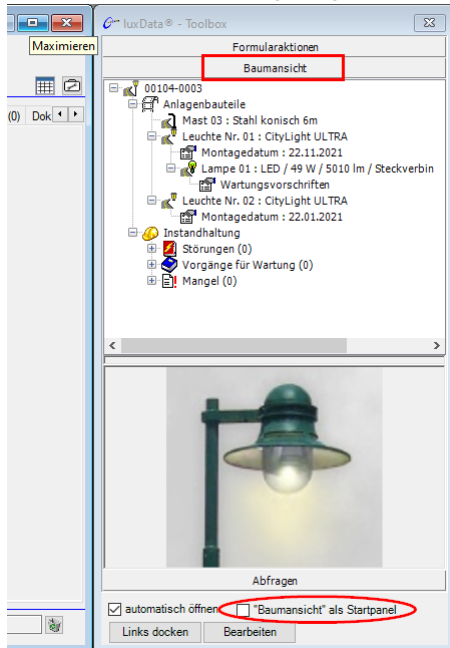 luxData® - Toolbox
Maximieren
Formularaktionen
Baumansicht
(0) Dok
00104-0003
Anlagenbauteile
Mast 03 : Stahl konisch 6m
Leuchte Nr. 01 : CityLight ULTRA
Montagedatum : 22.11.2021
Lampe 01 : LED / 49 W / 5010 lm / Steckverbin
Wartungsvorschriften
Leuchte Nr. 02 : CityLight ULTRA
Montagedatum : 22.01.2021
Instandhaltung
Störungen (0)
Vorgänge für Wartung (0)
Mangel (0)
Abfragen
automatisch öffnen "Baumansicht" als Startpanel
Links docken Bearbeiten